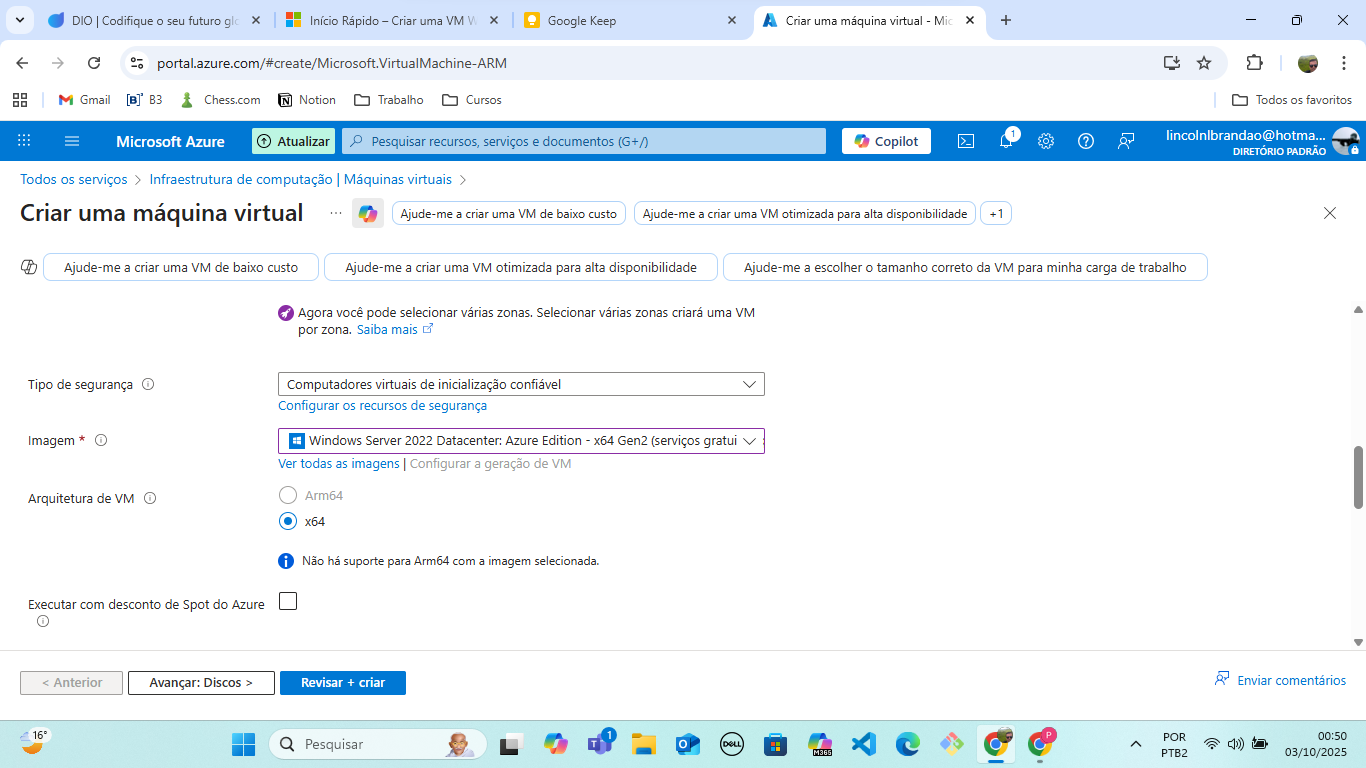 DIO | Codifique o seu futuro glo
Início Rápido – Criar uma VM W
Google Keep
Criar uma máquina virtual - Mic
portal.azure.com/#create/Microsoft.VirtualMachine-ARM
Gmail
B3
Chess.com
Notion
Trabalho
Cursos
Todos os favoritos
Microsoft Azure
Atualizar
Pesquisar recursos, serviços e documentos (G+/)
Copilot
1
lincolnlbrandao@hotma...
DIRETÓRIO PADRÃO
Todos os serviços > Infraestrutura de computação | Máquinas virtuais >
Criar uma máquina virtual ...
Ajude-me a criar uma VM de baixo custo
Ajude-me a criar uma VM otimizada para alta disponibilidade
+1
Ajude-me a criar uma VM de baixo custo
Ajude-me a criar uma VM otimizada para alta disponibilidade
Ajude-me a escolher o tamanho correto da VM para minha carga de trabalho
Agora você pode selecionar várias zonas. Selecionar várias zonas criará uma VM
por zona. Saiba mais
Tipo de segurança
Computadores virtuais de inicialização confiável
Configurar os recursos de segurança
Imagem *
Windows Server 2022 Datacenter: Azure Edition - x64 Gen2 (serviços gratui
Ver todas as imagens | Configurar a geração de VM
Arquitetura de VM
Arm64
x64
Não há suporte para Arm64 com a imagem selecionada.
Executar com desconto de Spot do Azure
< Anterior
Avançar: Discos >
Revisar + criar
Enviar comentários
16°
Pesquisar
1
DELL
M365
P
POR
PTB2
00:50
03/10/2025